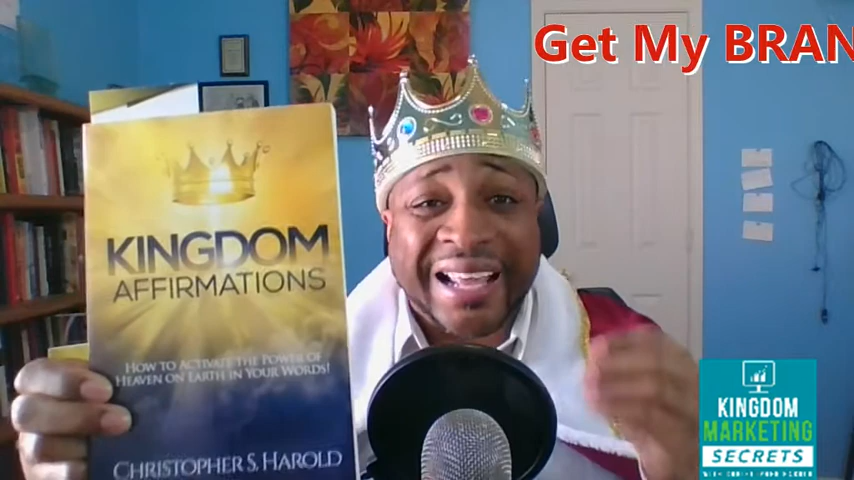 Get My BRAN
KINGDOM
AFFIRMATIONS
HOW TO ACTIVATE THE POWER OF
HEAVEN ON EARTH IN YOUR WORDS!
CHRISTOPHER S. HAROLD
KINGDOM
MARKETING
SECRETS